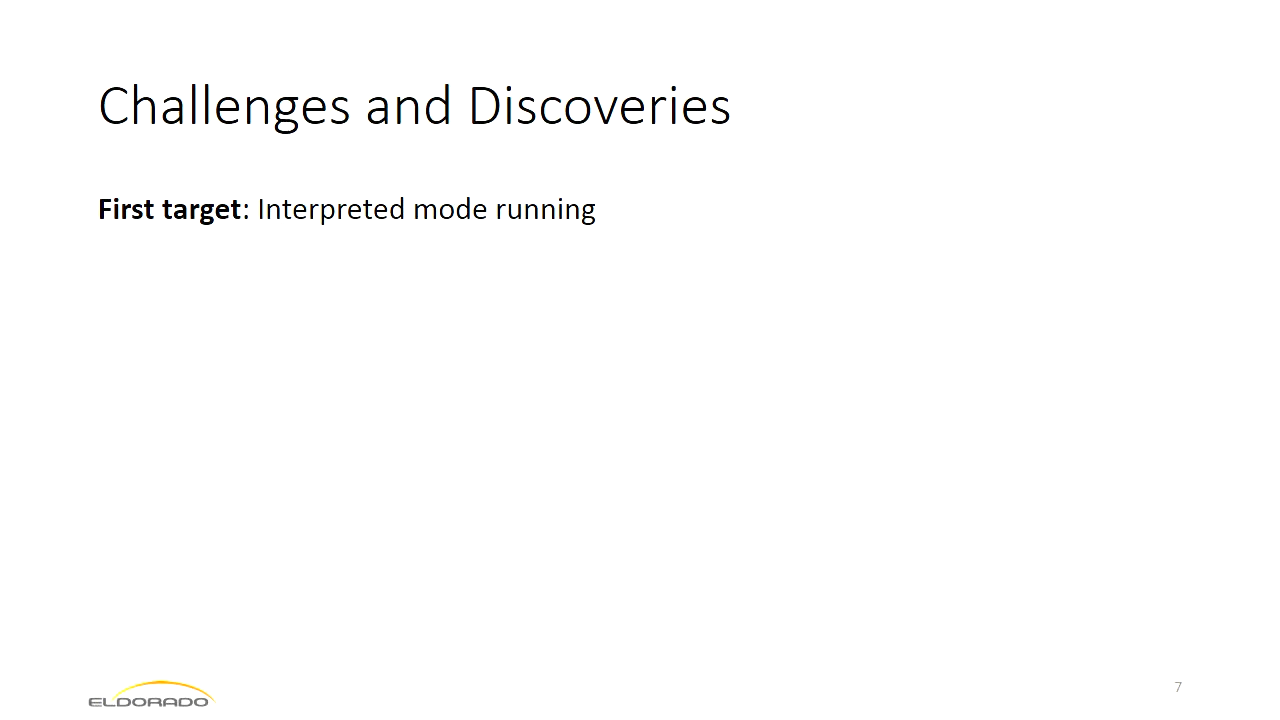 Challenges and Discoveries
First target: Interpreted mode running
ELDORADO
7